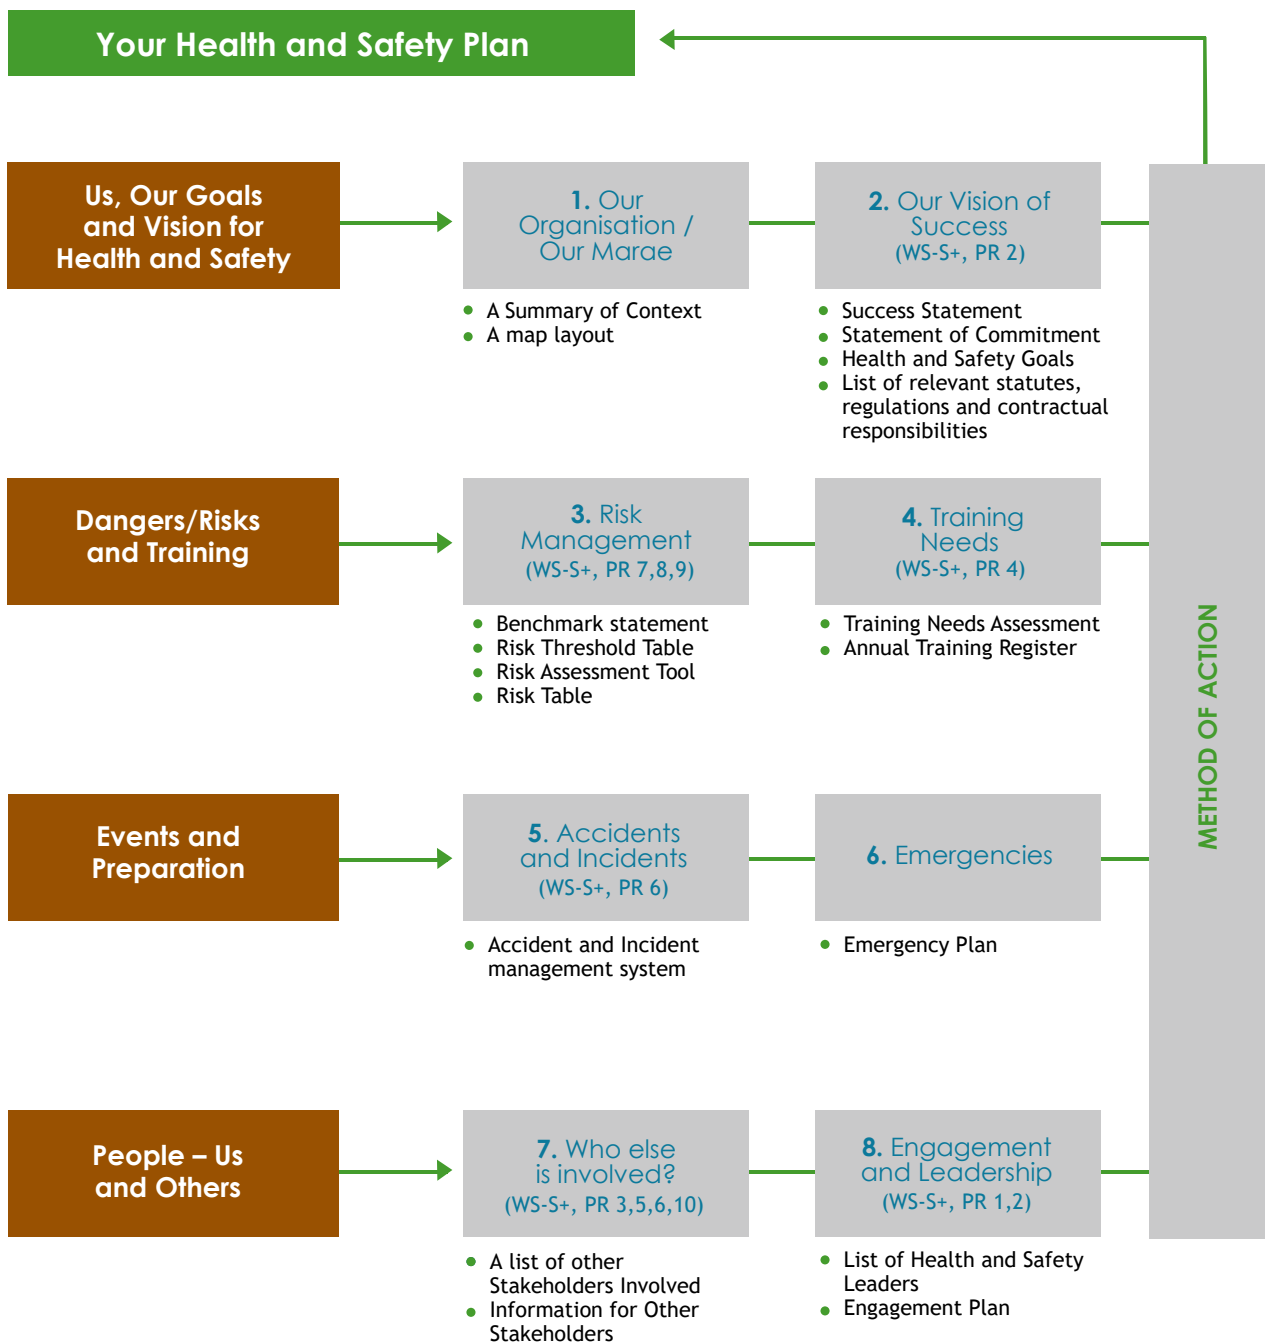 Your Health and Safety Plan
Us, Our Goals
and Vision for
Health and Safety
1. Our
Organisation /
Our Marae
• A Summary of Context
• A map layout
2. Our Vision of
Success
(WS-S+, PR 2)
• Success Statement
• Statement of Commitment
• Health and Safety Goals
• List of relevant statutes,
regulations and contractual
responsibilities
Dangers/Risks
and Training
3. Risk
Management
(WS-S+, PR 7,8,9)
• Benchmark statement
• Risk Threshold Table
• Risk Assessment Tool
• Risk Table
4. Training
Needs
(WS-S+, PR 4)
• Training Needs Assessment
• Annual Training Register
Events and
Preparation
5. Accidents
and Incidents
(WS-S+, PR 6)
• Accident and Incident
management system
6. Emergencies
• Emergency Plan
People – Us
and Others
7. Who else
is involved?
(WS-S+, PR 3,5,6,10)
• A list of other
Stakeholders Involved
• Information for Other
Stakeholders
8. Engagement
and Leadership
(WS-S+, PR 1,2)
• List of Health and Safety
Leaders
• Engagement Plan
METHOD OF ACTION